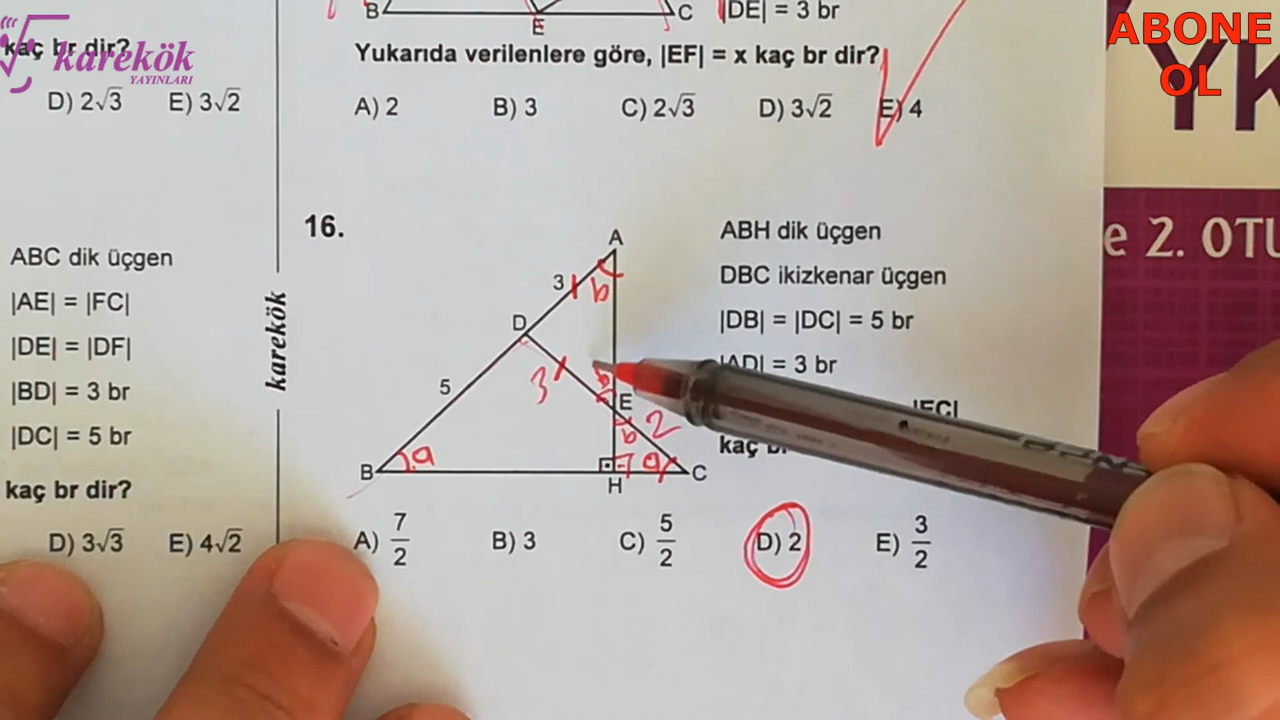 kaç br dir?
karekök
YAYINLARI
D) 2√3 E) 3√2
ABC dik üçgen
|AE| = |FC|
|DE| = |DF|
|BD| = 3 br
|DC| = 5 br
kaç br dir?
D) 3√3 E) 4√2
karekök
B E C |DE| = 3 br
Yukarıda verilenlere göre, |EF| = x kaç br dir?
A) 2 B) 3 C) 2√3 D) 3√2 E) 4
16.
A
3 b
D
5 3
b
E
b 2
B a a C
H
ABH dik üçgen
DBC ikizkenar üçgen
|DB| = |DC| = 5 br
|AD| = 3 br
|EC|
kaç
A) 7/2 B) 3 C) 5/2 D) 2 E) 3/2
ABONE
OL
YK
e 2. OTU